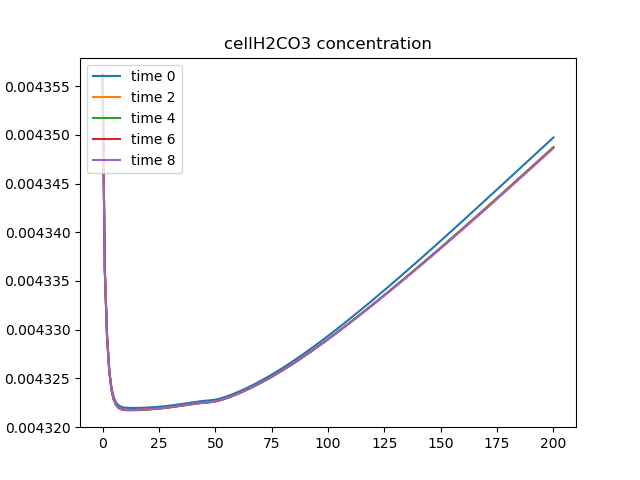 cellH2CO3 concentration
0.004355
0.004350
0.004345
0.004340
0.004335
0.004330
0.004325
0.004320
time 0
time 2
time 4
time 6
time 8
0 25 50 75 100 125 150 175 200